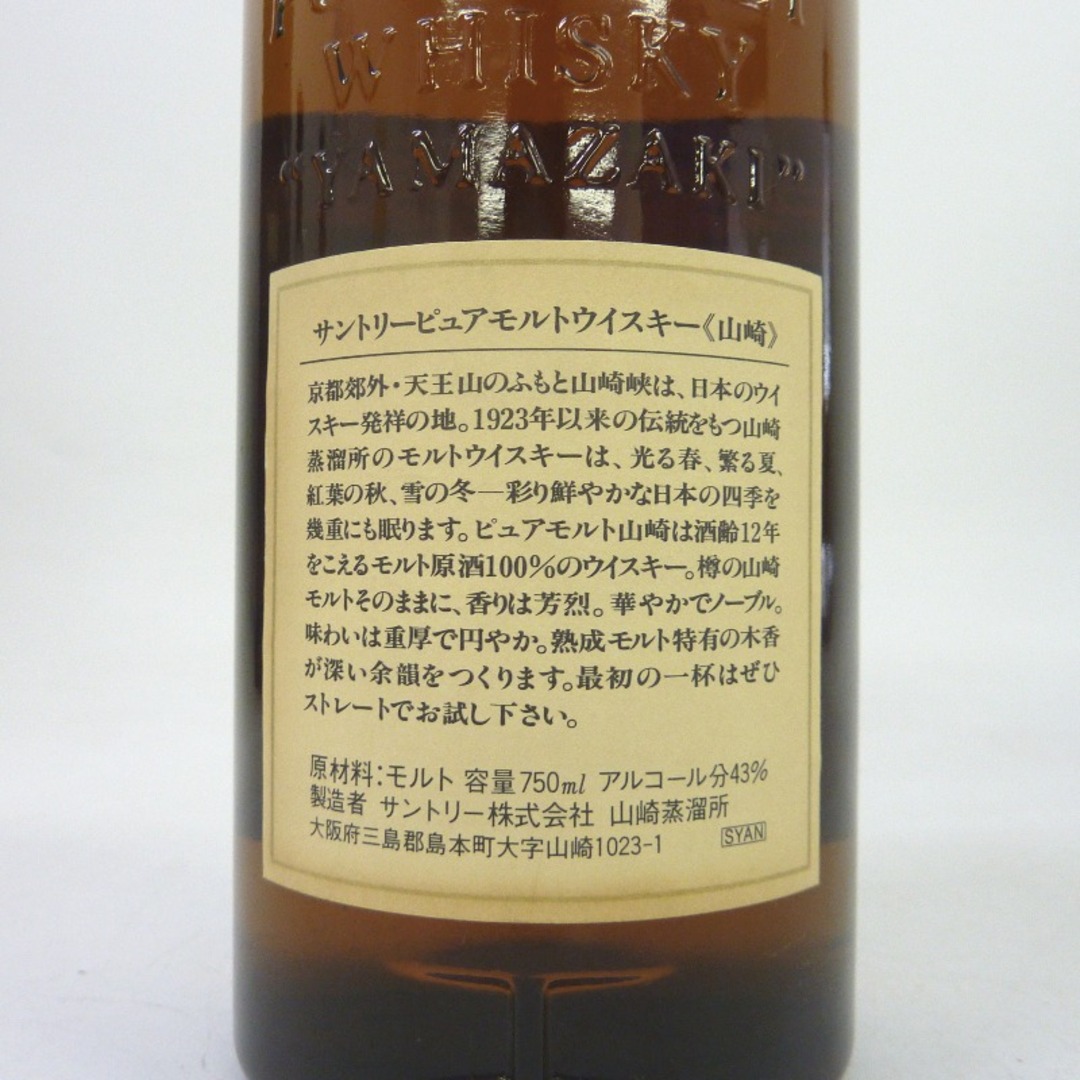 WHISKY
"YAMAZAKI"
サントリーピュアモルトウイスキー《山崎》
京都郊外・天王山のふもと山崎峡は、日本のウイ
スキー発祥の地。1923年以来の伝統をもつ山崎
蒸溜所のモルトウイスキーは、光る春、繁る夏、
紅葉の秋、雪の冬―彩り鮮やかな日本の四季を
幾重にも眠ります。ピュアモルト山崎は酒齢12年
をこえるモルト原酒100%のウイスキー。樽の山崎
モルトそのままに、香りは芳烈。華やかでノーブル。
味わいは重厚で円やか。熟成モルト特有の木香
が深い余韻をつくります。最初の一杯はぜひ
ストレートでお試し下さい。
原材料:モルト 容量750ml アルコール分43%
製造者 サントリー株式会社 山崎蒸溜所
大阪府三島郡島本町大字山崎1023-1
SYAN